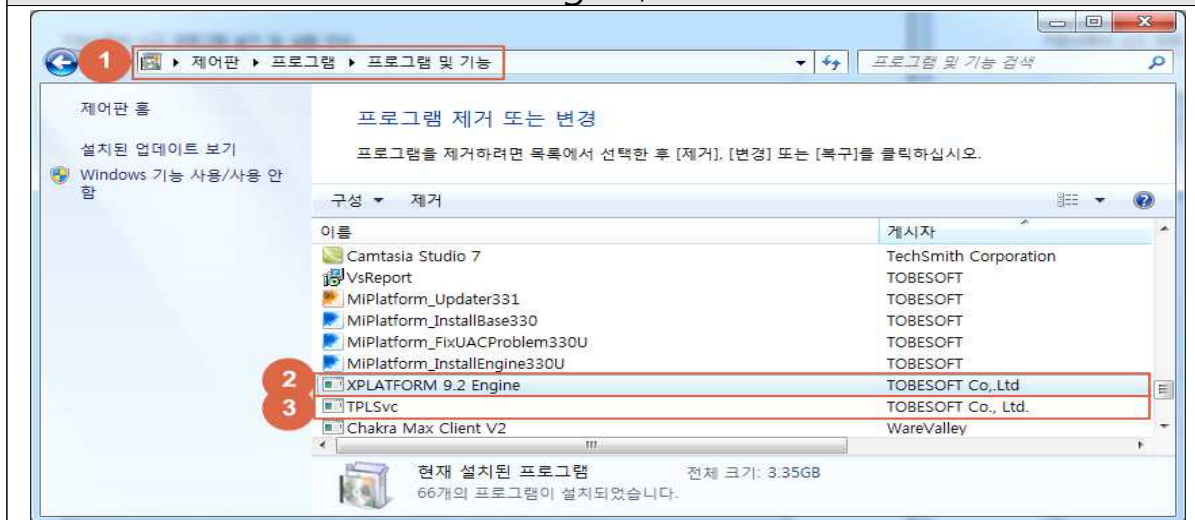 1 ▸ 제어판 ▸ 프로그램 ▸ 프로그램 및 기능
프로그램 및 기능 검색
제어판 홈
설치된 업데이트 보기
Windows 기능 사용/사용 안
함
프로그램 제거 또는 변경
프로그램을 제거하려면 목록에서 선택한 후 [제거], [변경] 또는 [복구]를 클릭하십시오.
구성 제거
이름 게시자
Camtasia Studio 7 TechSmith Corporation
VsReport TOBESOFT
MiPlatform_Updater331 TOBESOFT
MiPlatform_InstallBase330 TOBESOFT
MiPlatform_FixUACProblem330U TOBESOFT
MiPlatform_InstallEngine330U TOBESOFT
2 XPLATFORM 9.2 Engine TOBESOFT Co,.Ltd
3 TPLSvc TOBESOFT Co., Ltd.
Chakra Max Client V2 WareValley
현재 설치된 프로그램 전체 크기: 3.35GB
66개의 프로그램이 설치되었습니다.